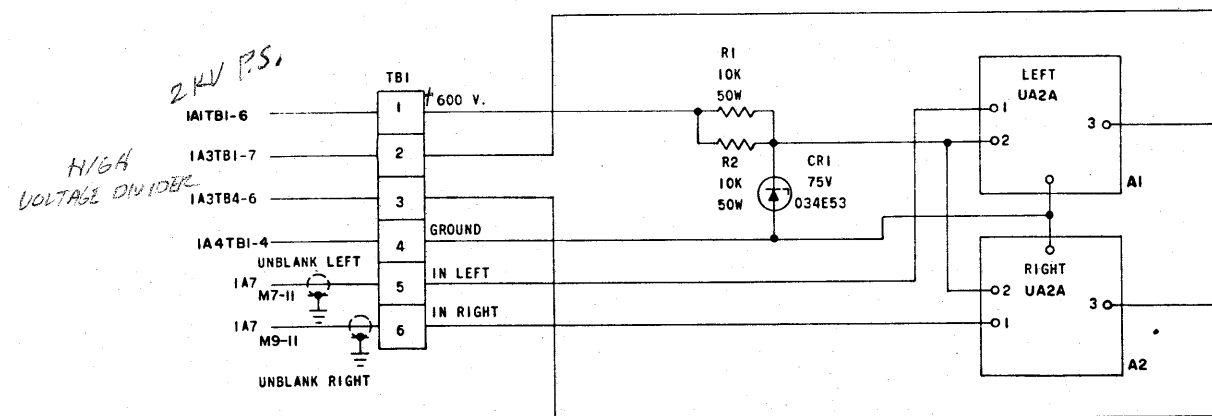 2 KV P.S.
HIGH
VOLTAGE DIVIDER
TB1
1A1TB1-6
1
+600 V.
1A3TB1-7
2
1A3TB4-6
3
1A4TB1-4
4
GROUND
UNBLANK LEFT
1A7
M7-11
5
IN LEFT
1A7
M9-11
6
IN RIGHT
UNBLANK RIGHT
R1
10K
50W
R2
10K
50W
CR1
75V
034E53
LEFT
UA2A
1
2
3
A1
RIGHT
UA2A
2
1
3
A2